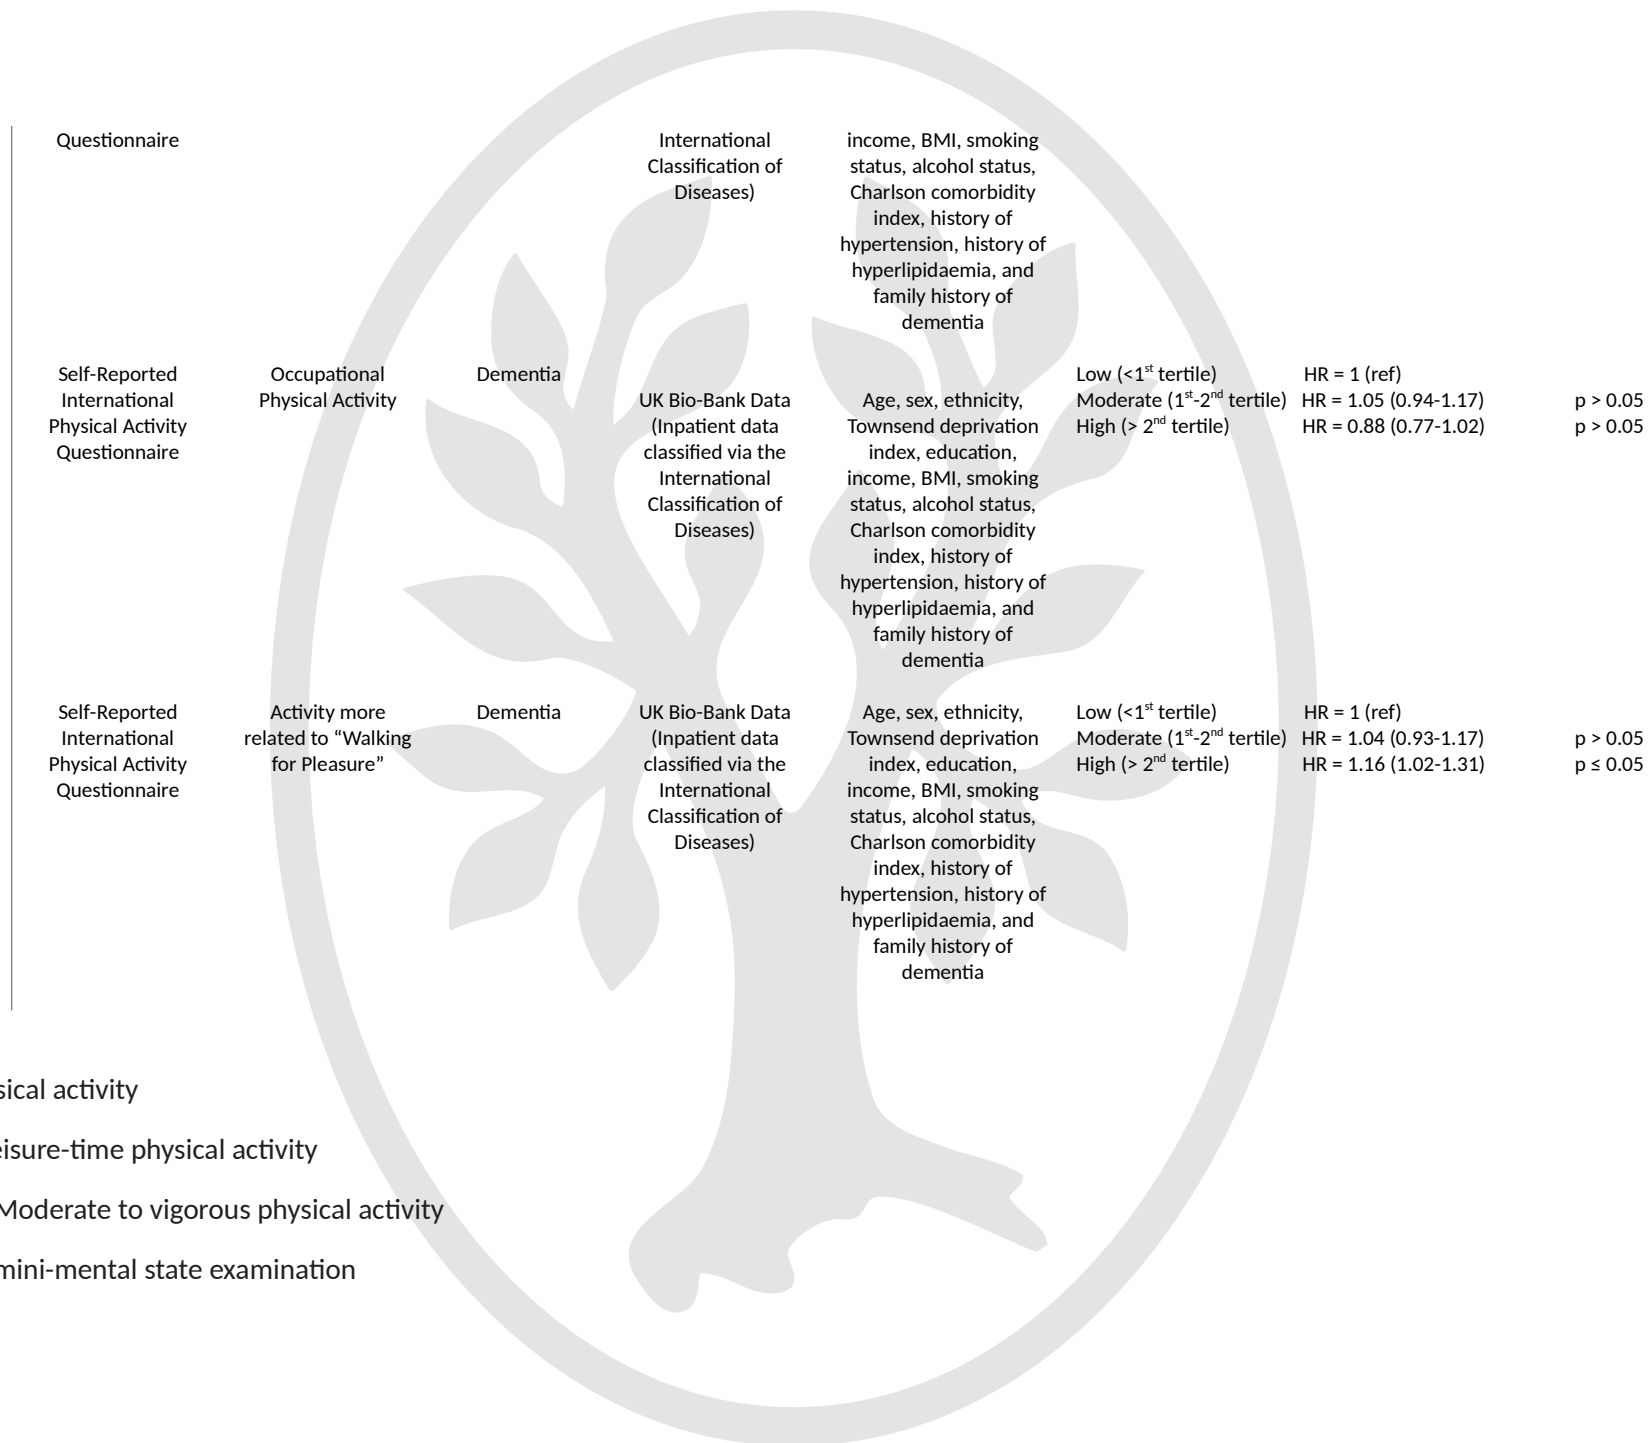 Questionnaire
International
Classification of
Diseases)
income, BMI, smoking
status, alcohol status,
Charlson comorbidity
index, history of
hypertension, history of
hyperlipidaemia, and
family history of
dementia
Self-Reported
International
Physical Activity
Questionnaire
Occupational
Physical Activity
Dementia
UK Bio-Bank Data
(Inpatient data
classified via the
International
Classification of
Diseases)
Age, sex, ethnicity,
Townsend deprivation
index, education,
income, BMI, smoking
status, alcohol status,
Charlson comorbidity
index, history of
hypertension, history of
hyperlipidaemia, and
family history of
dementia
Low (<1st tertile)
Moderate (1st-2nd tertile)
High (> 2nd tertile)
HR = 1 (ref)
HR = 1.05 (0.94-1.17)
HR = 0.88 (0.77-1.02)
p > 0.05
p > 0.05
Self-Reported
International
Physical Activity
Questionnaire
Activity more
related to “Walking
for Pleasure”
Dementia
UK Bio-Bank Data
(Inpatient data
classified via the
International
Classification of
Diseases)
Age, sex, ethnicity,
Townsend deprivation
index, education,
income, BMI, smoking
status, alcohol status,
Charlson comorbidity
index, history of
hypertension, history of
hyperlipidaemia, and
family history of
dementia
Low (<1st tertile)
Moderate (1st-2nd tertile)
High (> 2nd tertile)
HR = 1 (ref)
HR = 1.04 (0.93-1.17)
HR = 1.16 (1.02-1.31)
p > 0.05
p ≤ 0.05
sical activity
eisure-time physical activity
Moderate to vigorous physical activity
mini-mental state examination